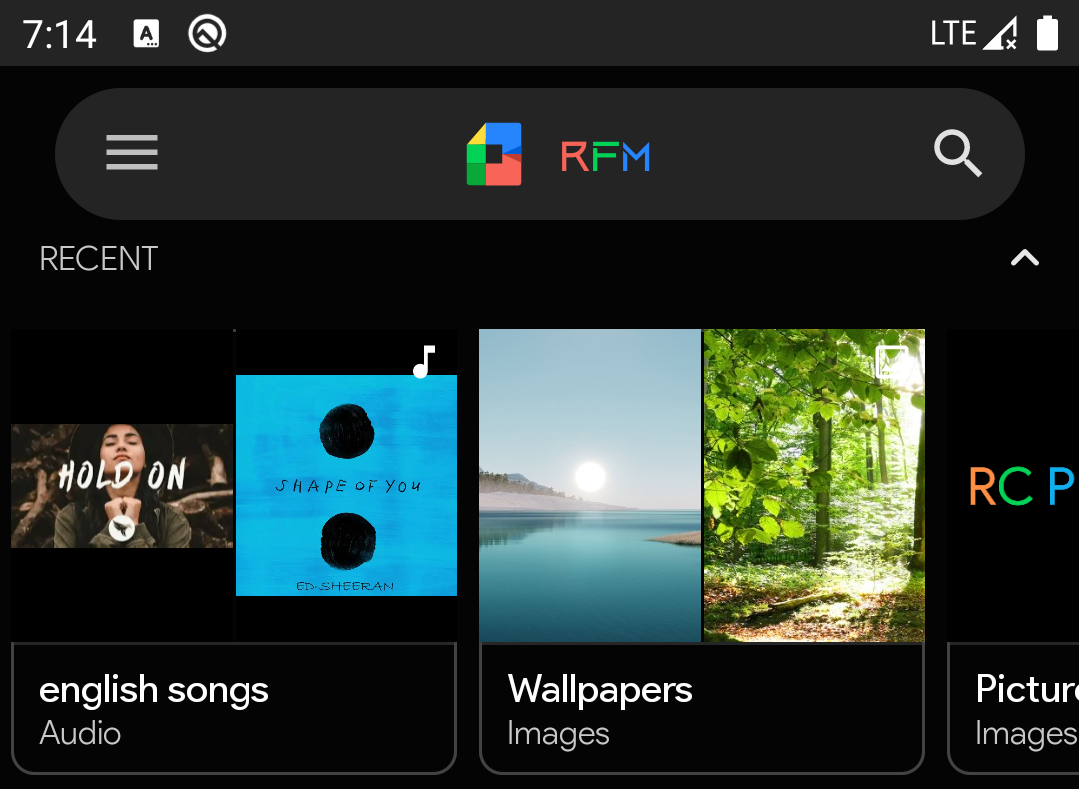 7:14
A
LTE
RFM
RECENT
HOLD ON
SHAPE OF YOU
ED SHEERAN
RC P
english songs
Audio
Wallpapers
Images
Picture
Images